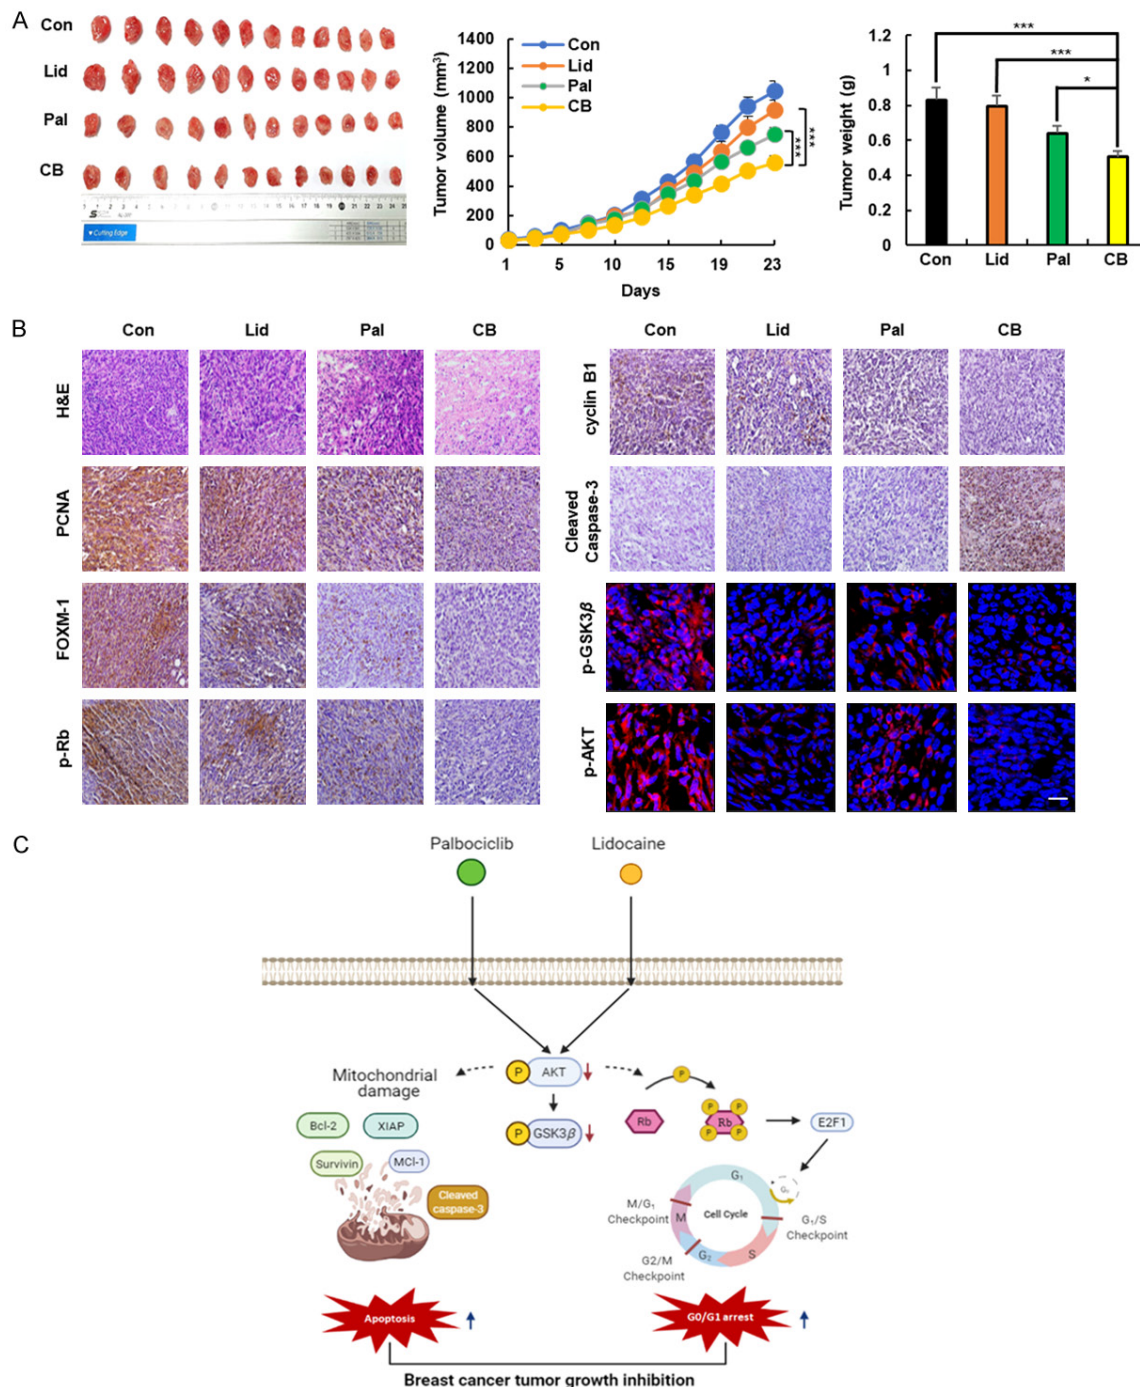 A
Con
Lid
Pal
CB
Cutting Edge
Tumor volume (mm³)
1400
1200
1000
800
600
400
200
0
Con
Lid
Pal
CB
1
5
10
15
19
23
Days
***
***
Tumor weight (g)
1.2
1
0.8
0.6
0.4
0.2
0
***
***
*
Con
Lid
Pal
CB
B
Con
Lid
Pal
CB
H&E
PCNA
FOXM-1
p-Rb
Con
Lid
Pal
CB
cyclin B1
Cleaved
Caspase-3
p-GSK3β
p-AKT
C
Palbociclib
Lidocaine
Mitochondrial
damage
P
AKT
P
GSK3β
P
Rb
P
P
Rb
P
P
E2F1
Bcl-2
XIAP
Survivin
MCl-1
Cleaved
caspase-3
G₁
G₀
M/G₁
Checkpoint
M
Cell Cycle
G₁/S
Checkpoint
G₂
S
G2/M
Checkpoint
Apoptosis
G0/G1 arrest
Breast cancer tumor growth inhibition